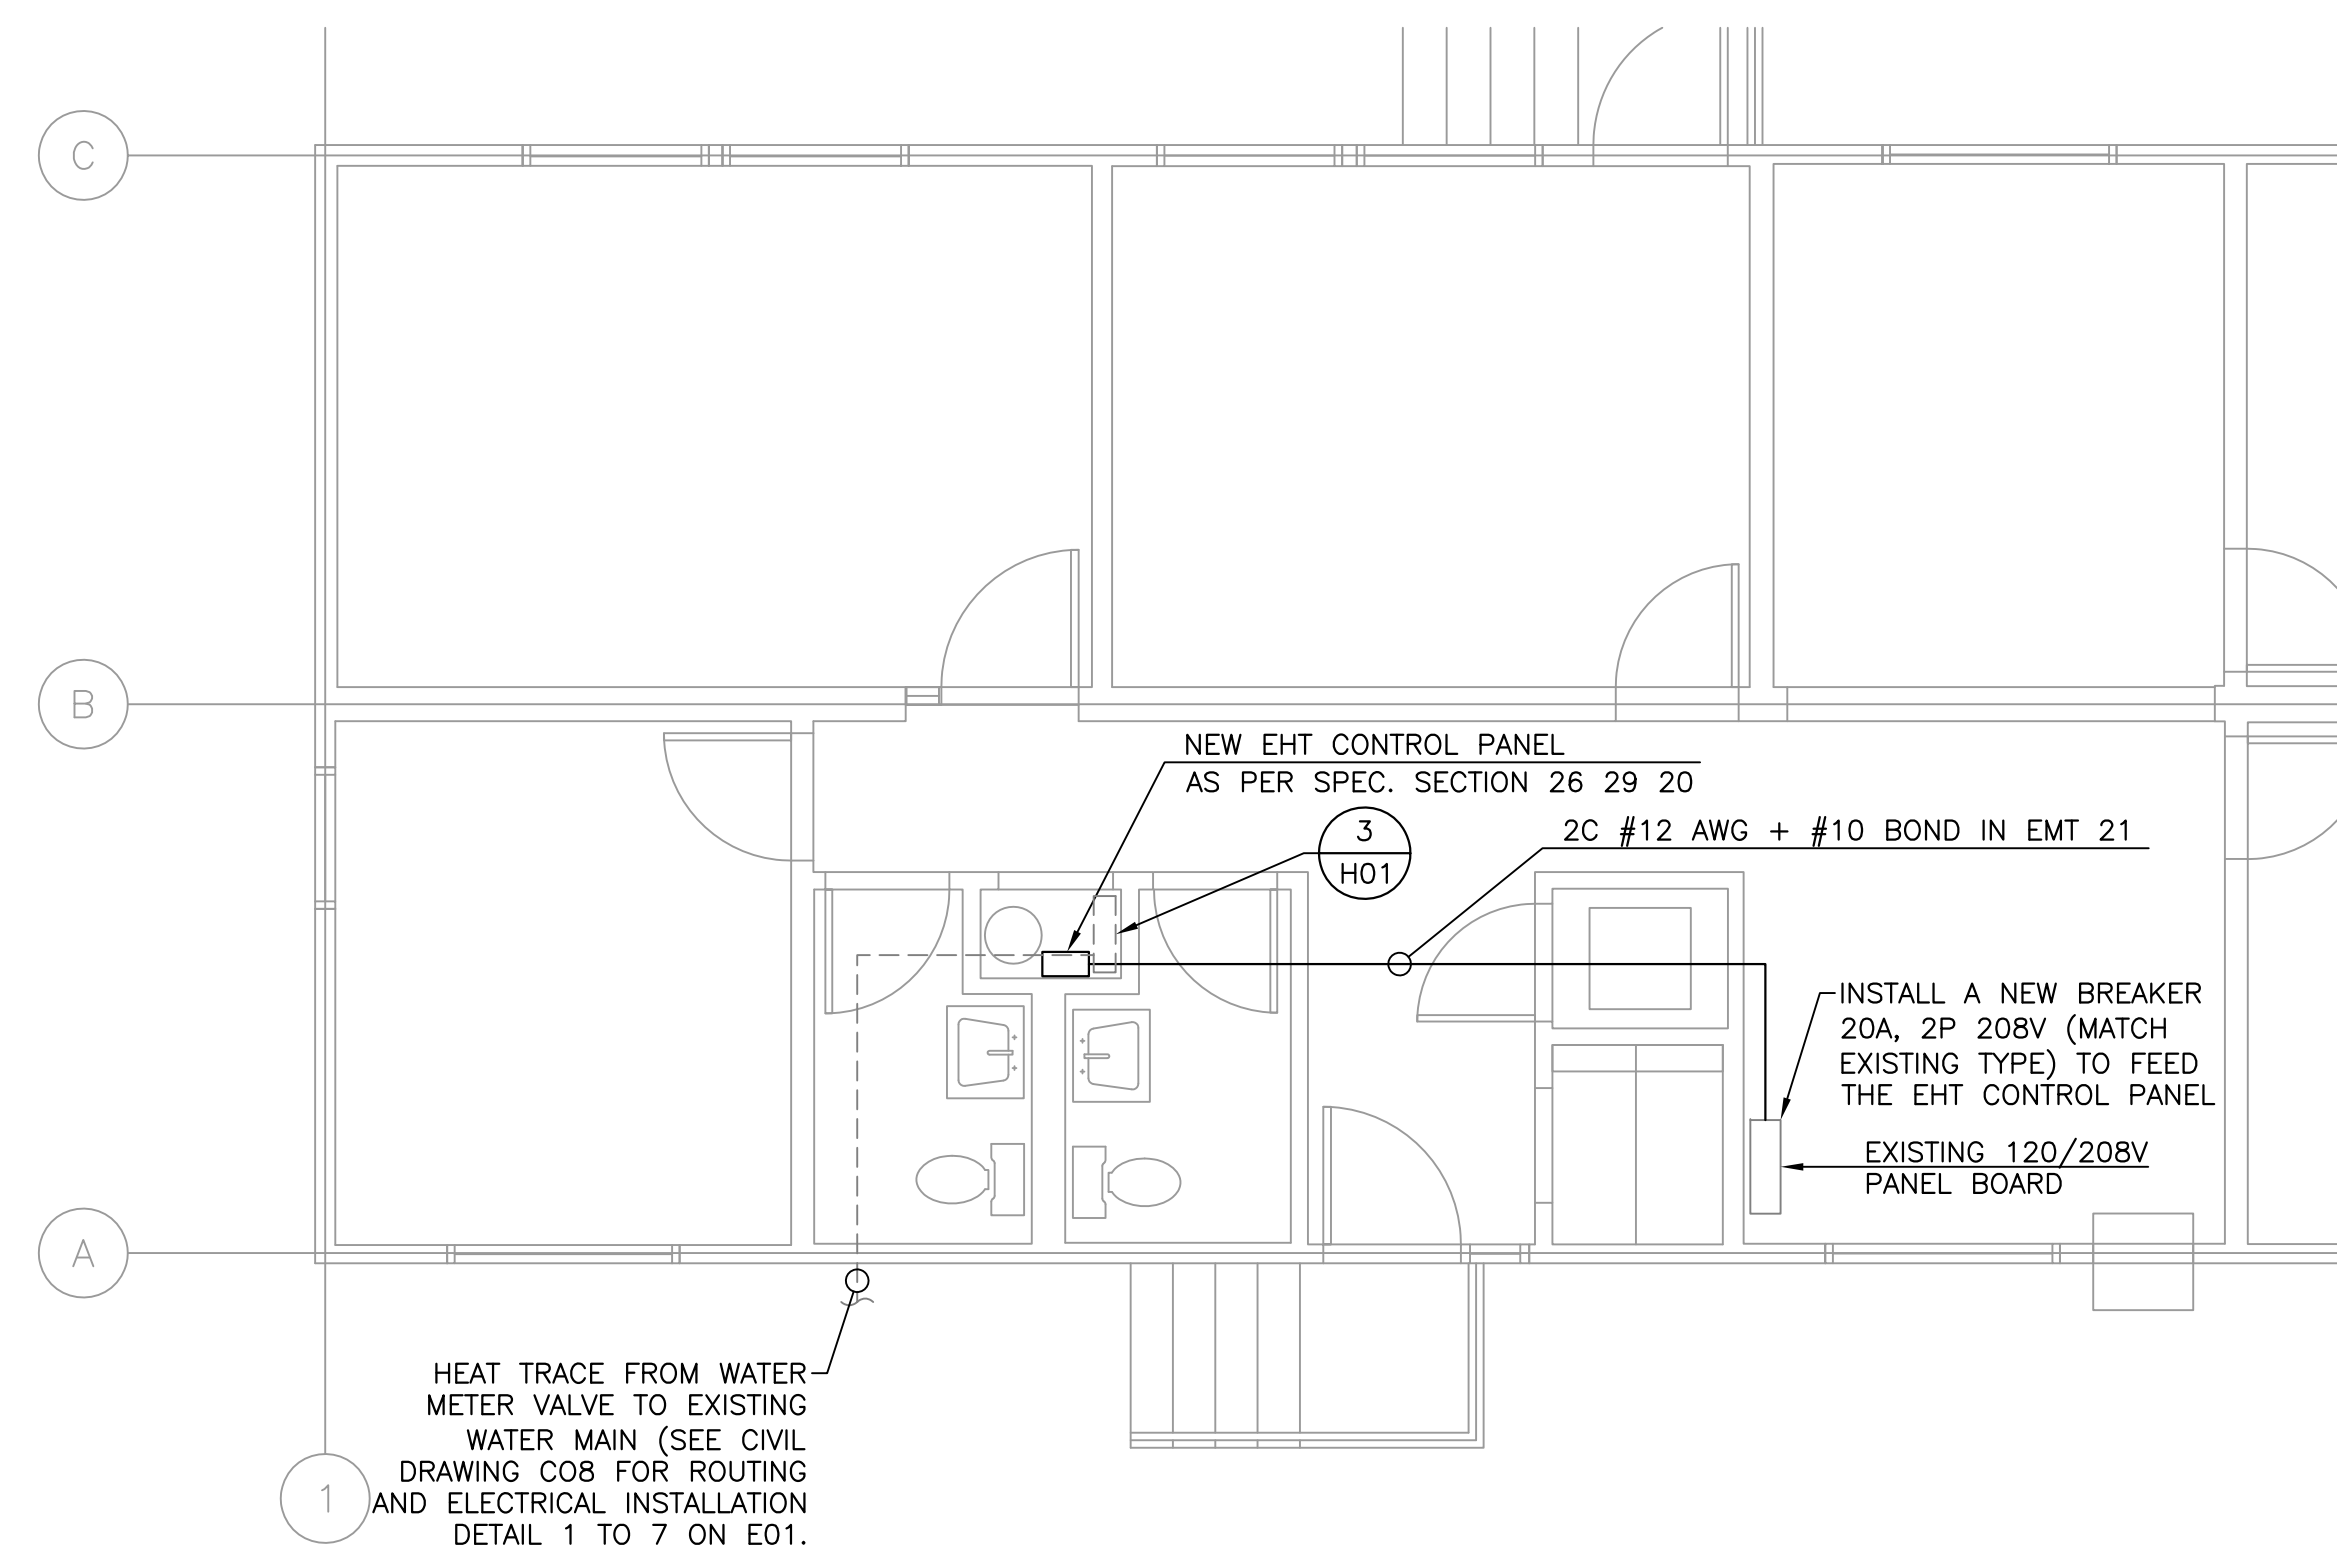 C
B
NEW EHT CONTROL PANEL
AS PER SPEC. SECTION 26 29 20
3
H01
2C #12 AWG + #10 BOND IN EMT 21
INSTALL A NEW BREAKER
20A, 2P 208V (MATCH
EXISTING TYPE) TO FEED
THE EHT CONTROL PANEL
EXISTING 120/208V
PANEL BOARD
A
HEAT TRACE FROM WATER
METER VALVE TO EXISTING
WATER MAIN (SEE CIVIL
DRAWING C08 FOR ROUTING
AND ELECTRICAL INSTALLATION
DETAIL 1 TO 7 ON E01.
1